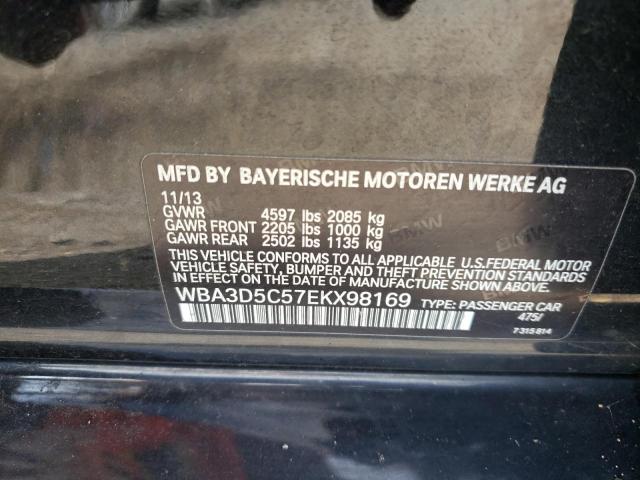 MFD BY BAYERISCHE MOTOREN WERKE AG
11/13
GVWR 4597 lbs 2085 kg
GAWR FRONT 2205 lbs 1000 kg
GAWR REAR 2502 lbs 1135 kg
THIS VEHICLE CONFORMS TO ALL APPLICABLE U.S.FEDERAL MOTOR
VEHICLE SAFETY, BUMPER AND THEFT PREVENTION STANDARDS
IN EFFECT ON THE DATE OF MANUFACTURE SHOWN ABOVE.
WBA3D5C57EKX98169 TYPE: PASSENGER CAR
475/
7315814